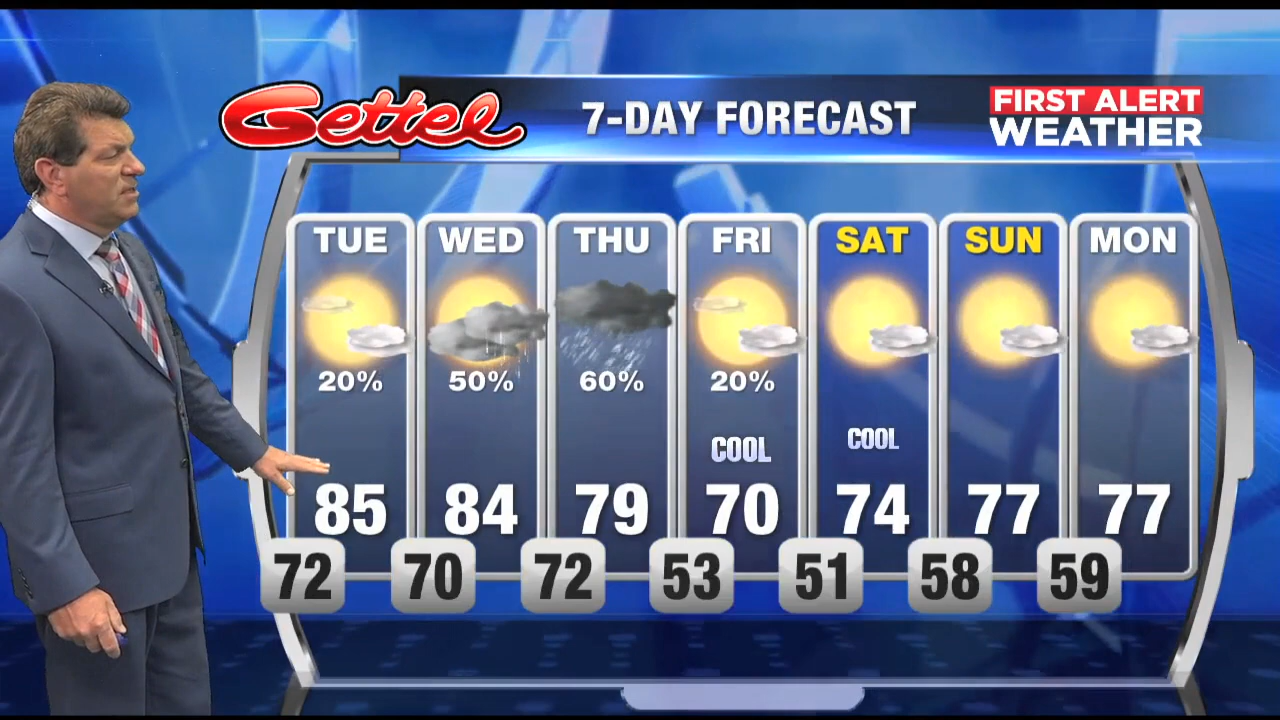 Gettel
7-DAY FORECAST
FIRST ALERT
WEATHER
TUE WED THU FRI SAT SUN MON
20% 50% 60% 20%
COOL COOL
85 84 79 70 74 77 77
72 70 72 53 51 58 59